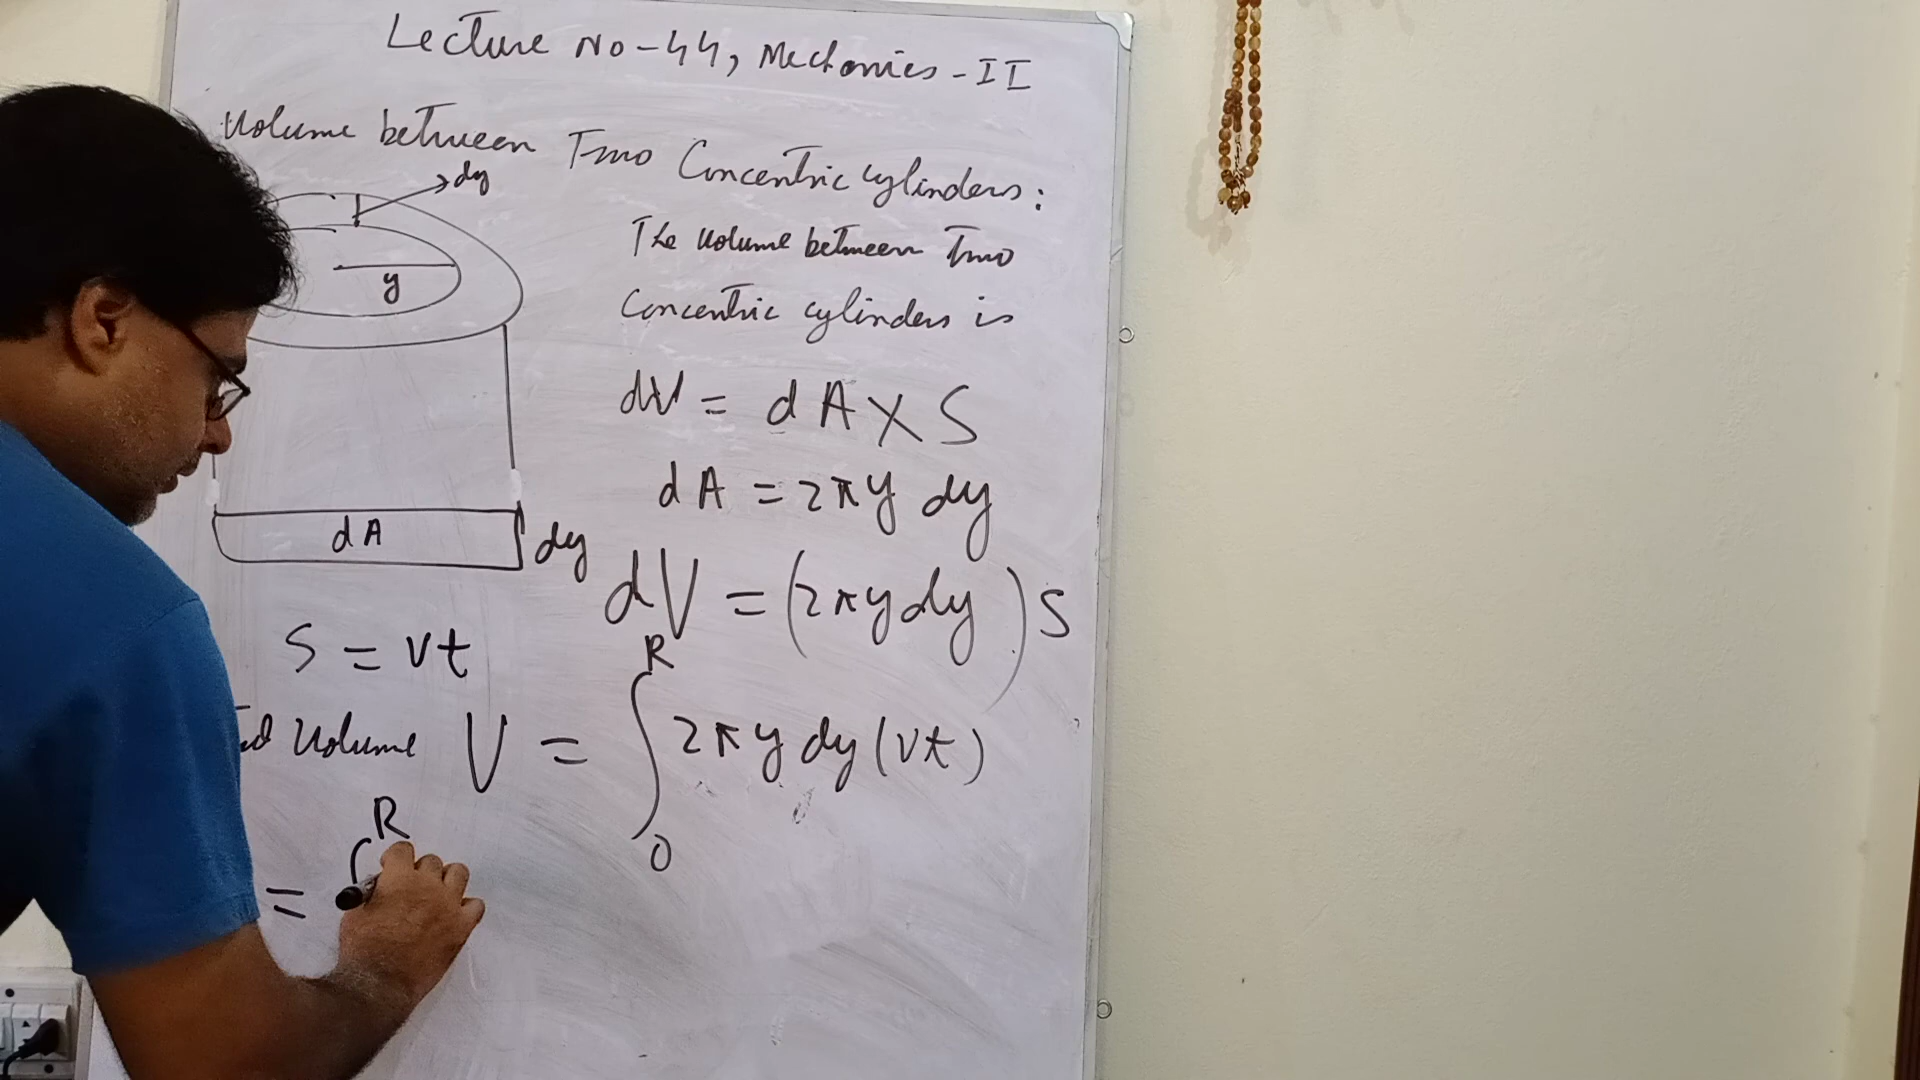 Lecture No-44, Mechanics-II
Volume between Two Concentric cylinders:
dy
y
The Volume between Two
Concentric cylinders is
dV = dA X S
dA = 2πy dy
dA
dy
dV = (2πy dy) S
S = vt
Volume V = ∫₀ᴿ 2πy dy (vt)
= ∫ R